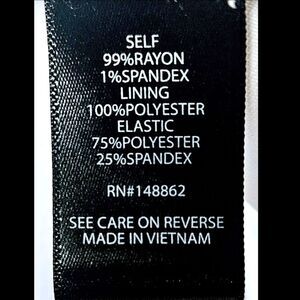 SELF
99%RAYON
1%SPANDEX
LINING
100%POLYESTER
ELASTIC
75%POLYESTER
25%SPANDEX
RN#148862
SEE CARE ON REVERSE
MADE IN VIETNAM